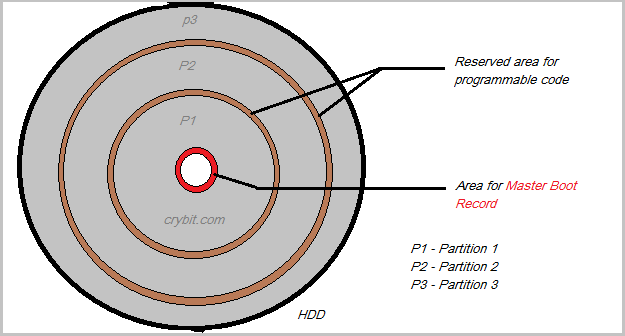 p3
Reserved area for
programmable code
P2
P1
Area for Master Boot
Record
crybit.com
P1 - Partition 1
P2 - Partition 2
P3 - Partition 3
HDD